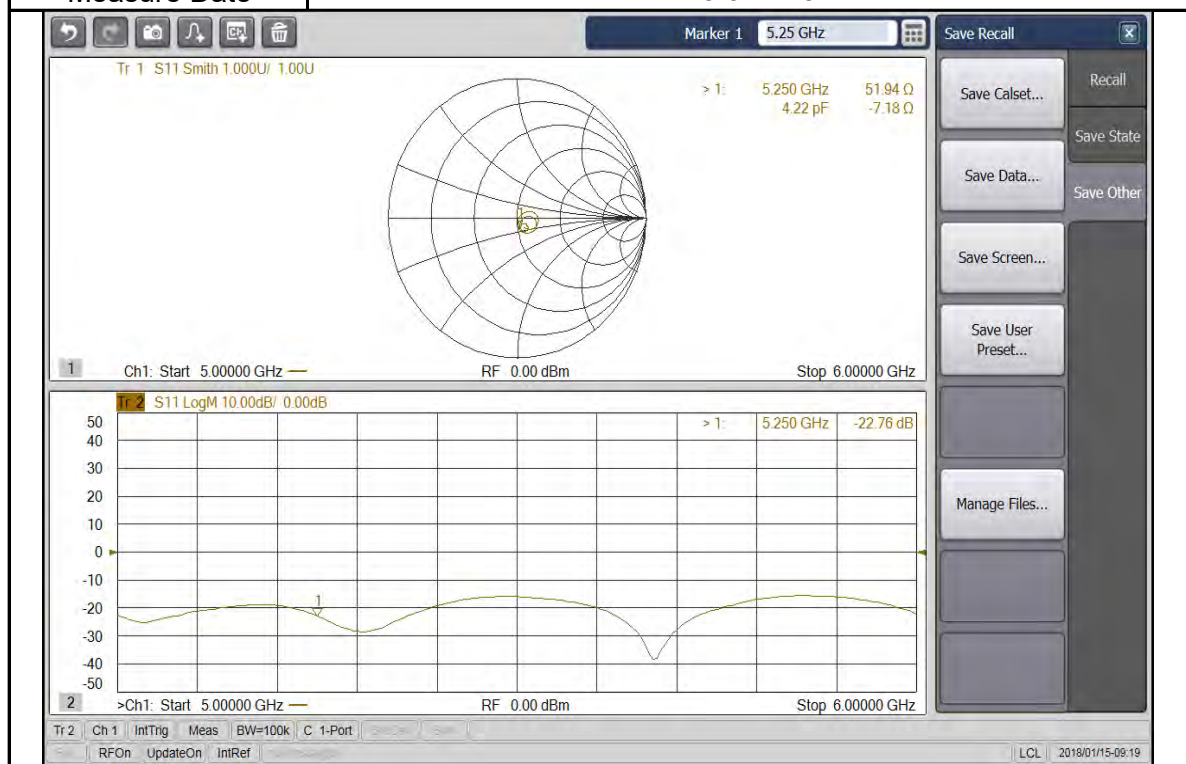 Measure Date
Marker 1 5.25 GHz
Save Recall
Tr 1 S11 Smith 1.000U/ 1.00U
> 1: 5.250 GHz 51.94 Ω
4.22 pF -7.18 Ω
1
Ch1: Start 5.00000 GHz
RF 0.00 dBm
Stop 6.00000 GHz
Tr 2 S11 LogM 10.00dB/ 0.00dB
> 1: 5.250 GHz -22.76 dB
50
40
30
20
10
0
-10
-20
-30
-40
-50
1
2
>Ch1: Start 5.00000 GHz
RF 0.00 dBm
Stop 6.00000 GHz
Save Calset...
Save Data...
Save Screen...
Save User
Preset...
Manage Files...
Recall
Save State
Save Other
Tr 2 Ch 1 IntTrig Meas BW=100k C 1-Port
RFOn UpdateOn IntRef
LCL 2018/01/15-09:19